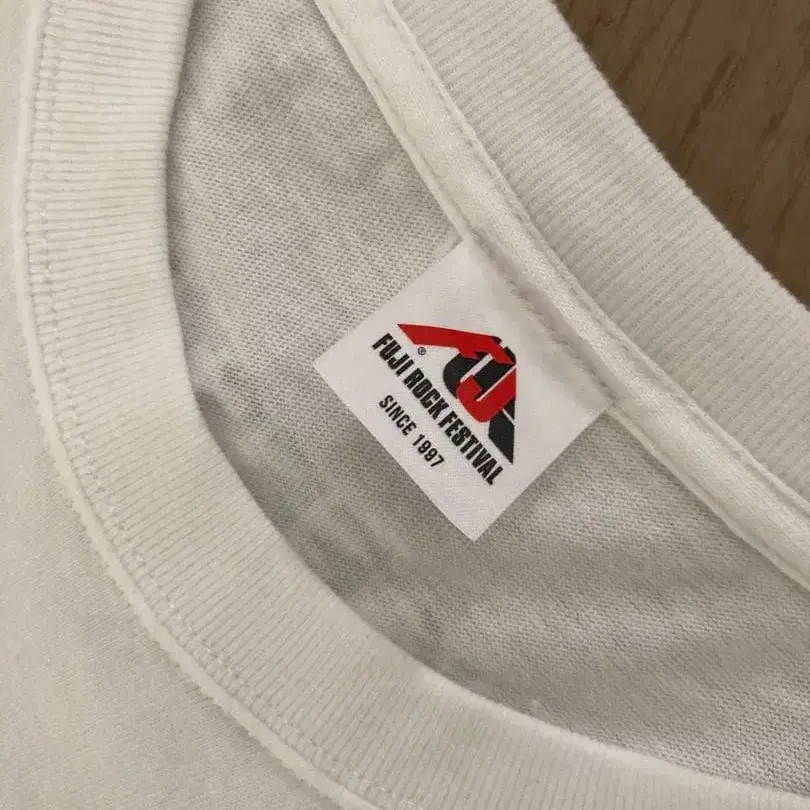 ®
FUJI ROCK FESTIVAL
SINCE 1997